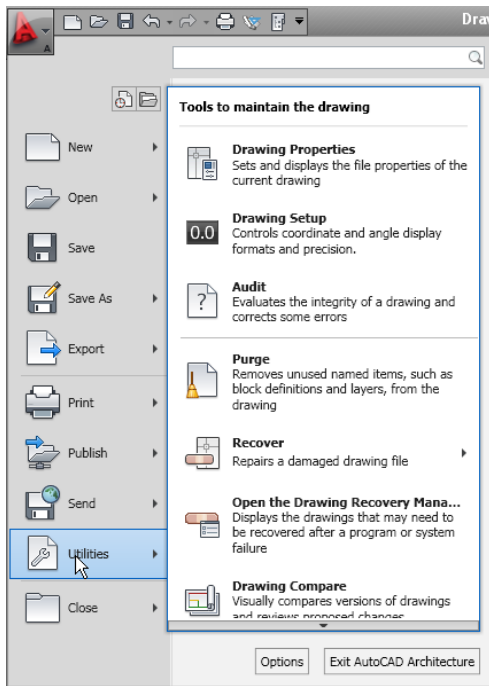 Dra
A
Tools to maintain the drawing
New
Open
Save
Save As
Export
Print
Publish
Send
Utilities
Close
Drawing Properties
Sets and displays the file properties of the
current drawing
0.0
Drawing Setup
Controls coordinate and angle display
formats and precision.
?
Audit
Evaluates the integrity of a drawing and
corrects some errors
Purge
Removes unused named items, such as
block definitions and layers, from the
drawing
Recover
Repairs a damaged drawing file
Open the Drawing Recovery Mana...
Displays the drawings that may need to
be recovered after a program or system
failure
Drawing Compare
Visually compares versions of drawings
and reviews proposed changes
Options
Exit AutoCAD Architecture